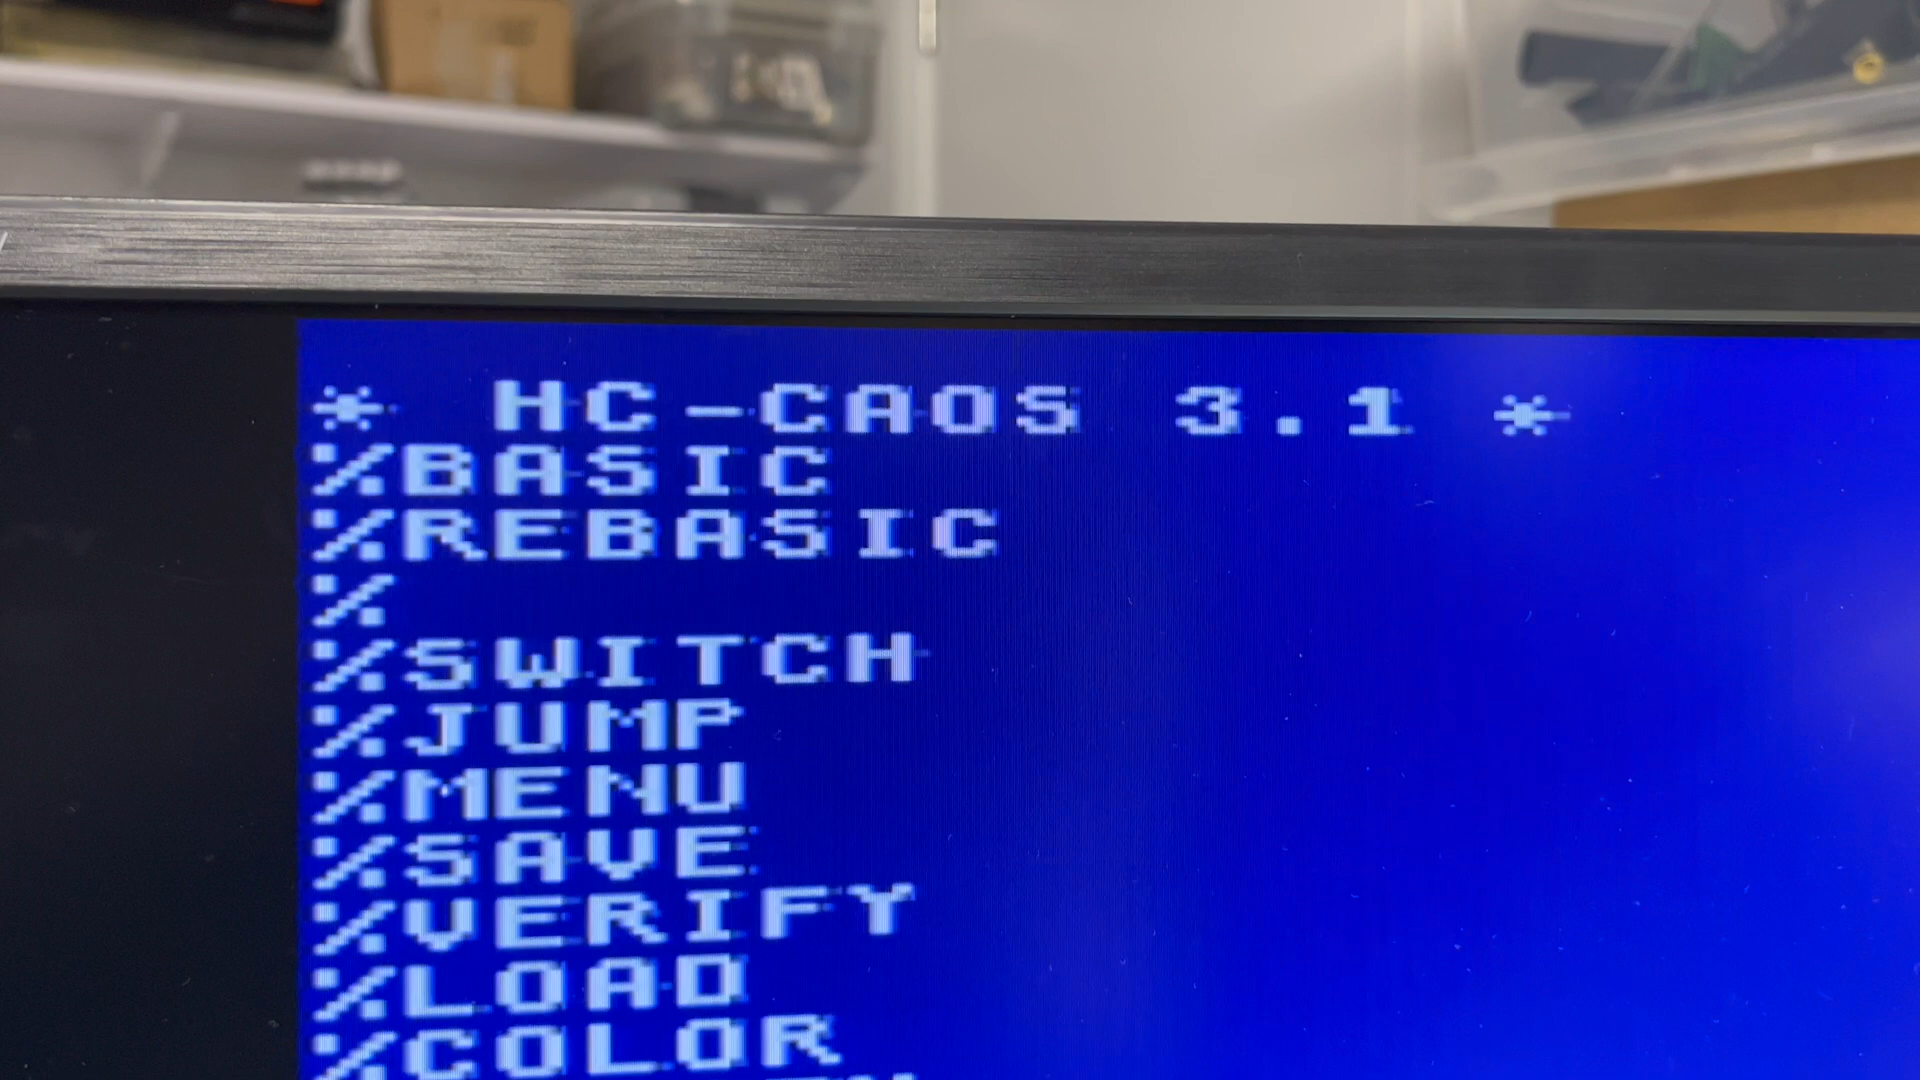 * HC-CAOS 3.1 *
%BASIC
%REBASIC
%
%SWITCH
%JUMP
%MENU
%SAVE
%VERIFY
%LOAD
%COLOR